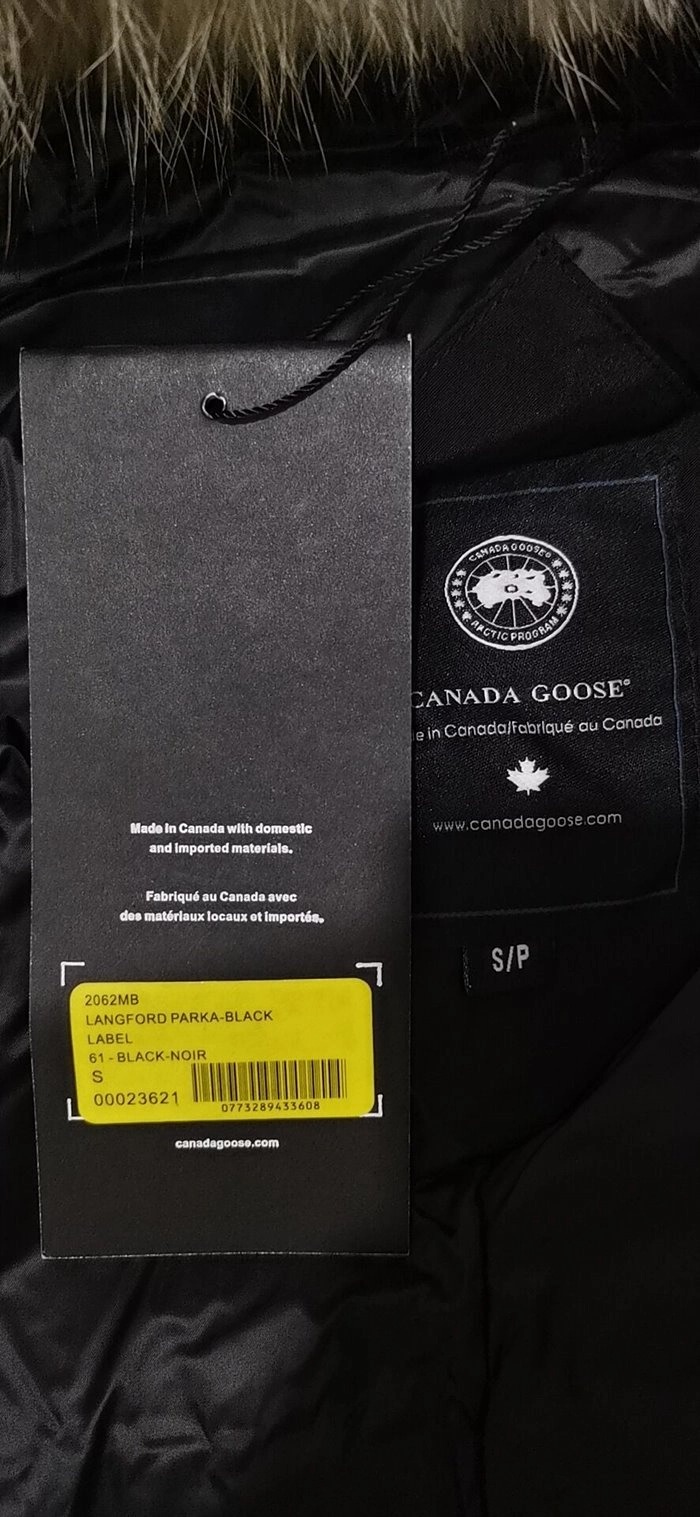 Made in Canada with domestic
and imported materials.
Fabriqué au Canada avec
des matériaux locaux et importés.
2062MB
LANGFORD PARKA-BLACK
LABEL
61 - BLACK-NOIR
S
00023621
0773289433608
canadagoose.com
CANADA GOOSE
ARCTIC PROGRAM
CANADA GOOSE®
in Canada/Fabriqué au Canada
www.canadagoose.com
S/P